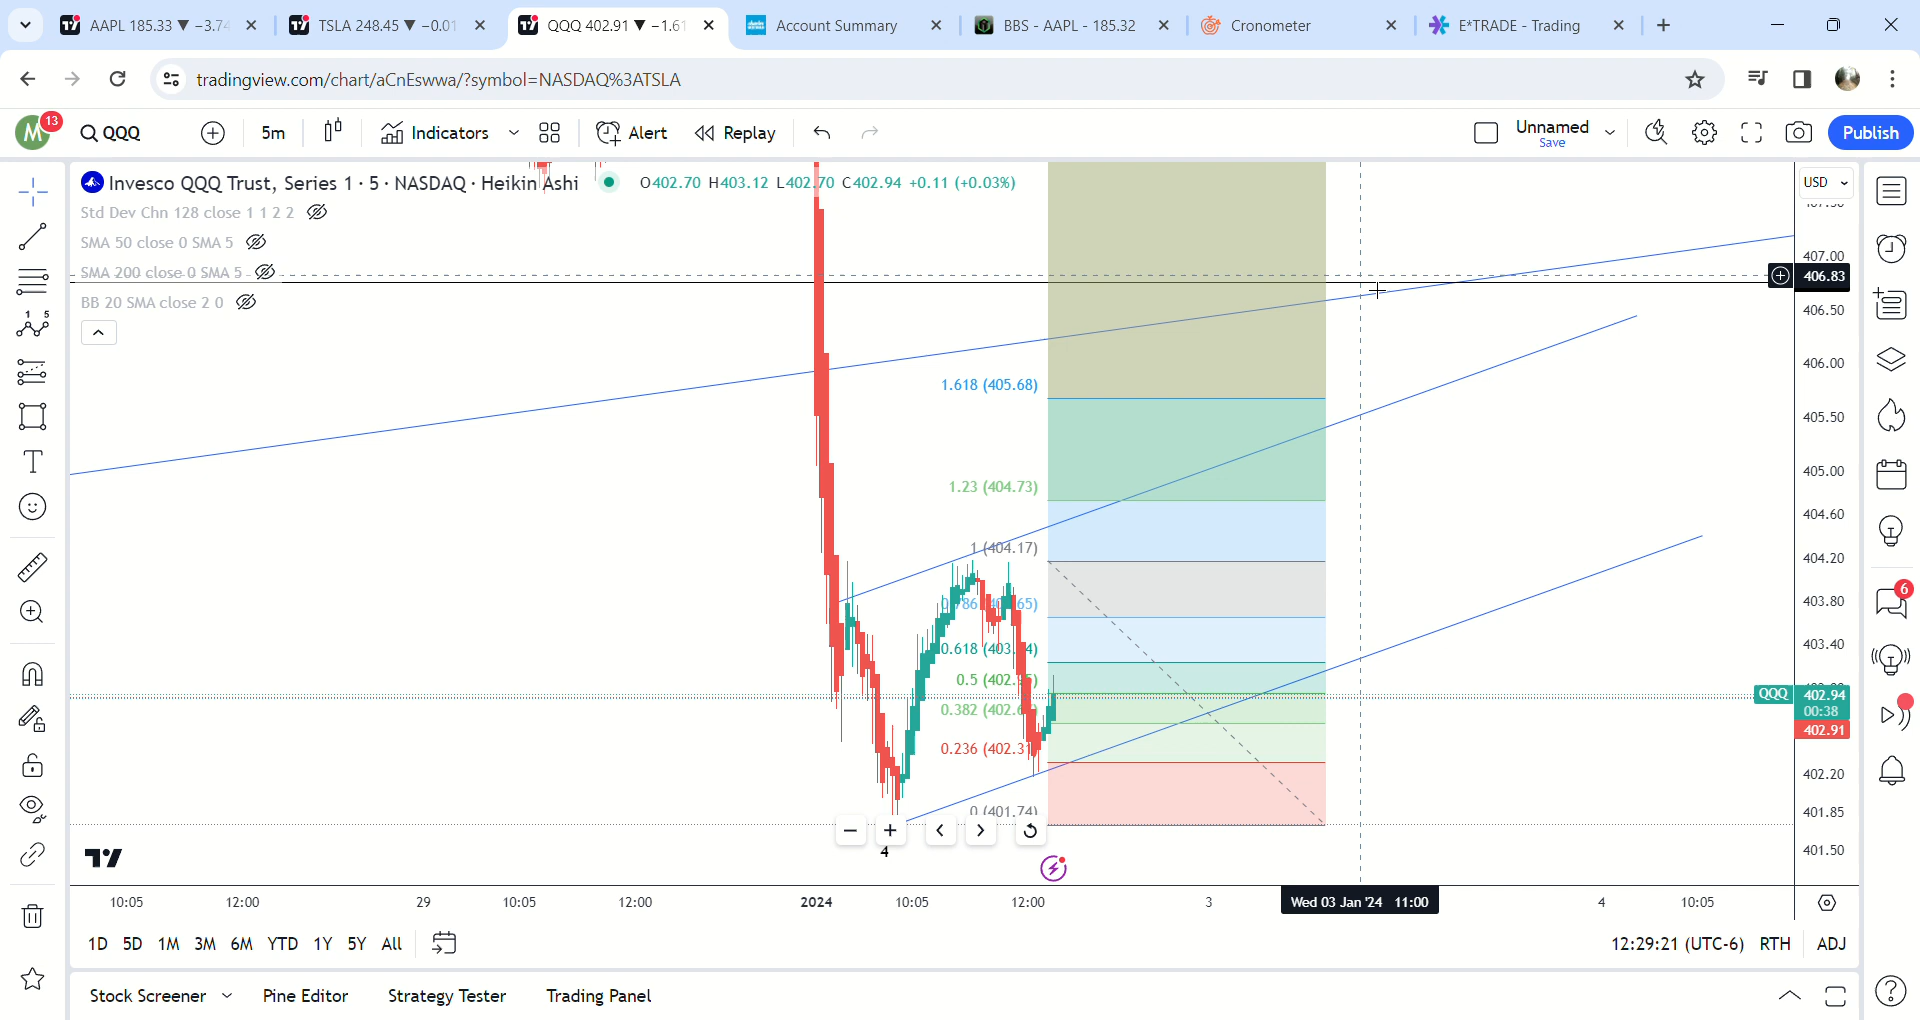 AAPL 185.33 ▼ −3.74
TSLA 248.45 ▼ −0.01
QQQ 402.91 ▼ −1.61
Account Summary
BBS - AAPL - 185.32
Cronometer
E*TRADE - Trading
tradingview.com/chart/aCnEswwa/?symbol=NASDAQ%3ATSLA
M 13
QQQ
5m
Indicators
Alert
Replay
Unnamed
Save
Publish
Invesco QQQ Trust, Series 1 · 5 · NASDAQ · Heikin Ashi
O402.70 H403.12 L402.70 C402.94 +0.11 (+0.03%)
USD
Std Dev Chn 128 close 1 1 2 2
SMA 50 close 0 SMA 5
SMA 200 close 0 SMA 5
BB 20 SMA close 2 0
407.00
406.83
406.50
406.00
405.50
405.00
404.60
404.20
403.80
403.40
QQQ 402.94
00:38
402.91
402.20
401.85
401.50
1.618 (405.68)
1.23 (404.73)
1 (404.17)
0.618
0.5
0.382
0.236
0 (401.74)
4
10:05
12:00
29
10:05
12:00
2024
10:05
12:00
3
Wed 03 Jan '24 11:00
4
10:05
1D 5D 1M 3M 6M YTD 1Y 5Y All
12:29:21 (UTC-6) RTH ADJ
Stock Screener
Pine Editor
Strategy Tester
Trading Panel
6